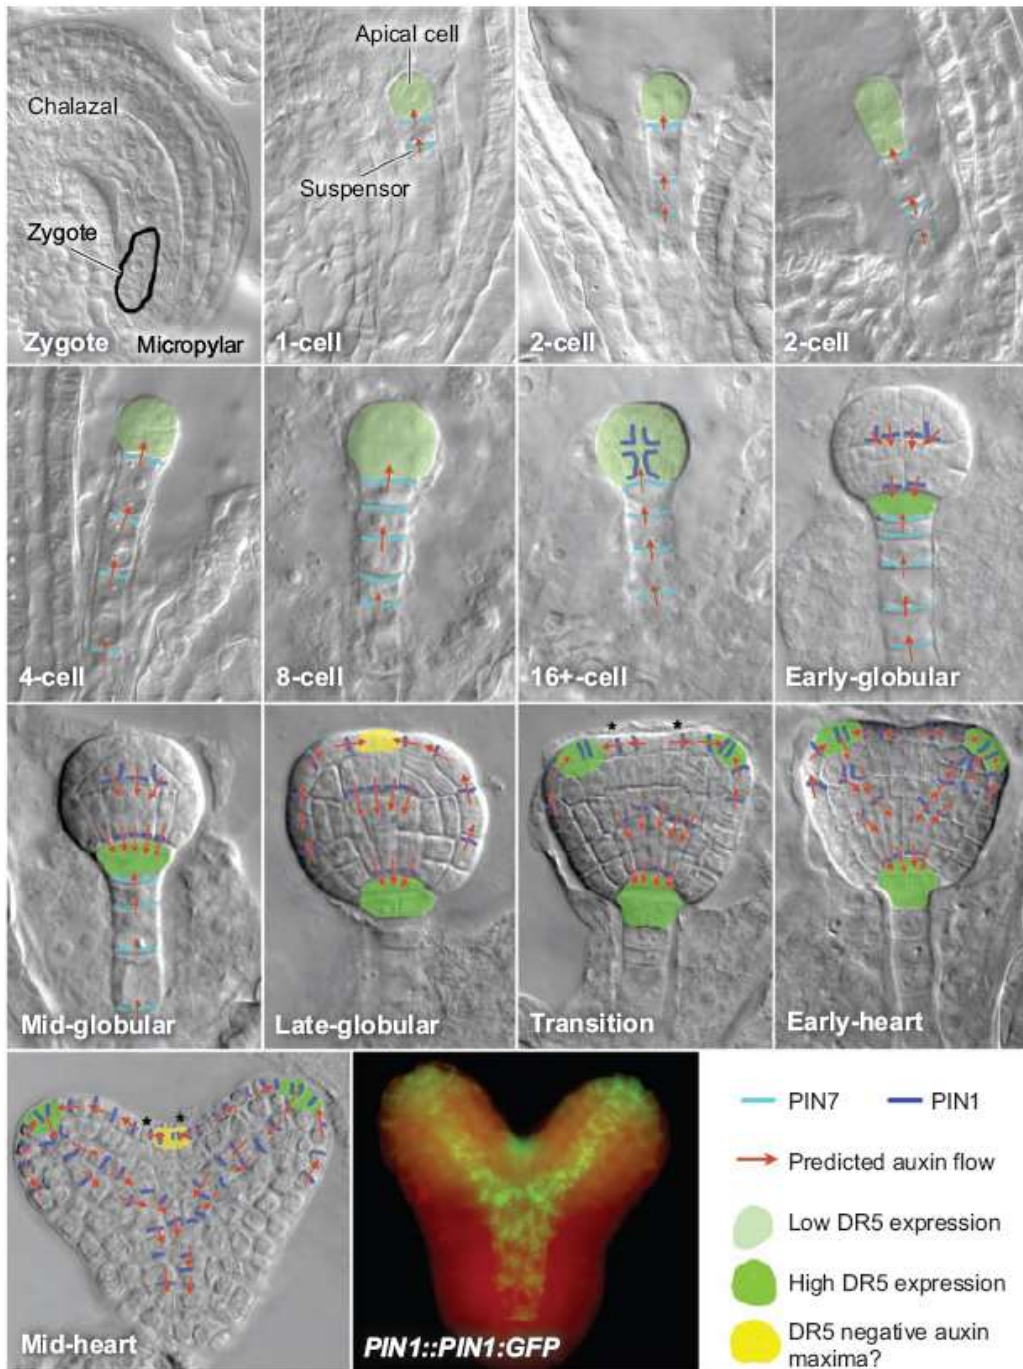 Apical cell
Chalazal
Suspensor
Zygote
Zygote
Micropylar
1-cell
2-cell
2-cell
4-cell
8-cell
16+-cell
Early-globular
*
*
Mid-globular
Late-globular
Transition
Early-heart
*
*
PIN7
PIN1
Predicted auxin flow
Low DR5 expression
High DR5 expression
DR5 negative auxin
maxima?
Mid-heart
PIN1::PIN1:GFP